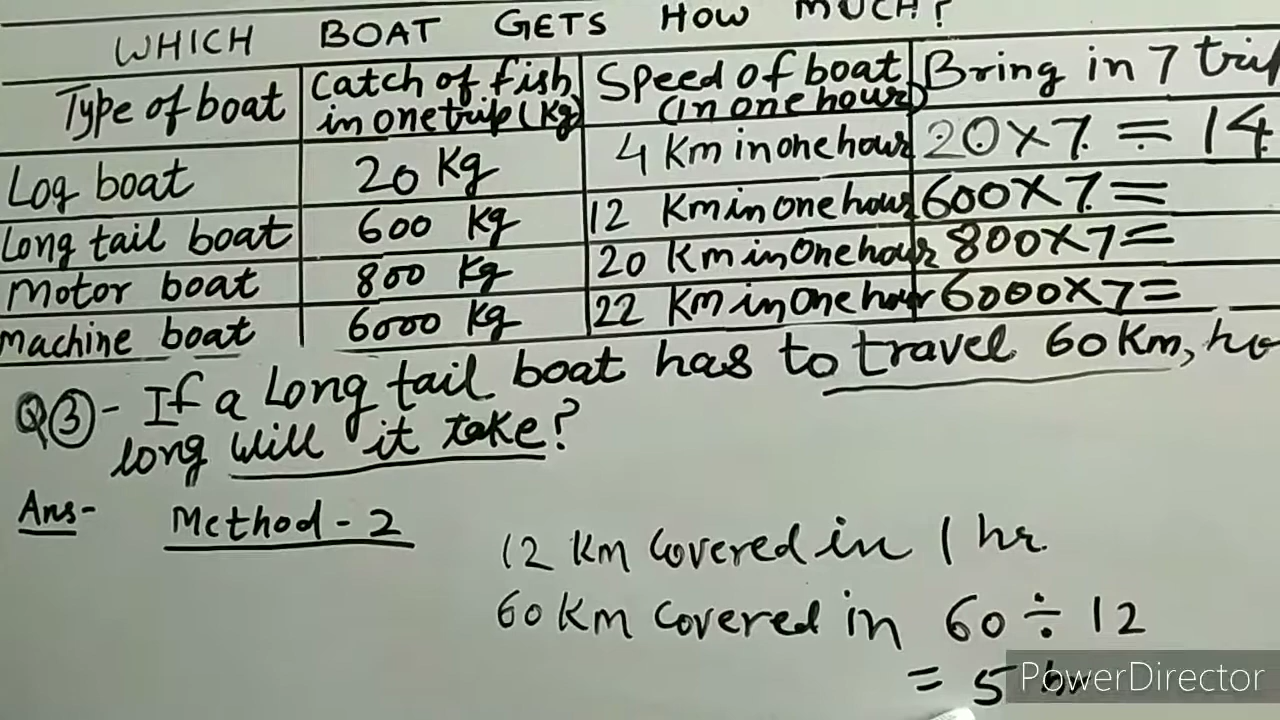 WHICH BOAT GETS HOW MUCH?
Type of boat Catch of fish in one trip (Kg) Speed of boat (in one hour) Bring in 7 trip
Log boat 20 Kg 4 Km in one hour 20 × 7 = 14
Long tail boat 600 Kg 12 Km in one hour 600 × 7 =
Motor boat 800 Kg 20 Km in one hour 800 × 7 =
Machine boat 6000 Kg 22 Km in one hour 6000 × 7 =
Q③- If a Long tail boat has to travel 60 Km, ho
long will it take?
Ans- Method - 2
12 Km Covered in 1 hr.
60 Km Covered in 60 ÷ 12
= 5 hr
PowerDirector